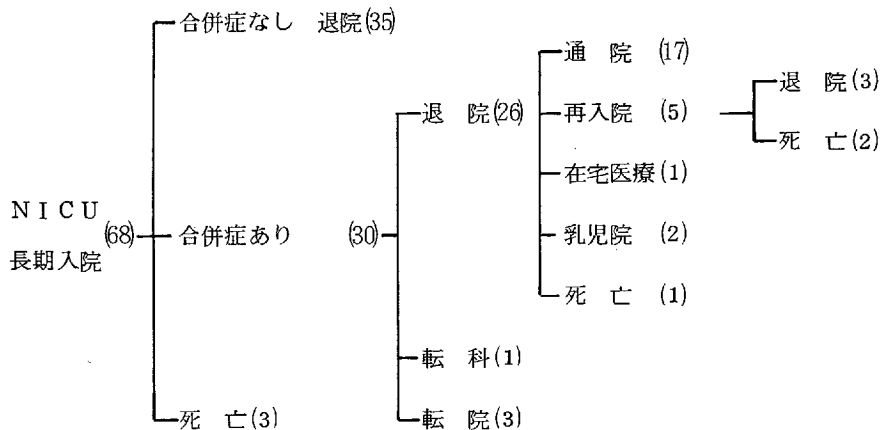 NICU
長期入院
(68)
合併症なし 退院(35)
合併症あり (30)
死亡(3)
退院(26)
転科(1)
転院(3)
通院 (17)
再入院 (5)
在宅医療(1)
乳児院 (2)
死亡 (1)
退院(3)
死亡(2)